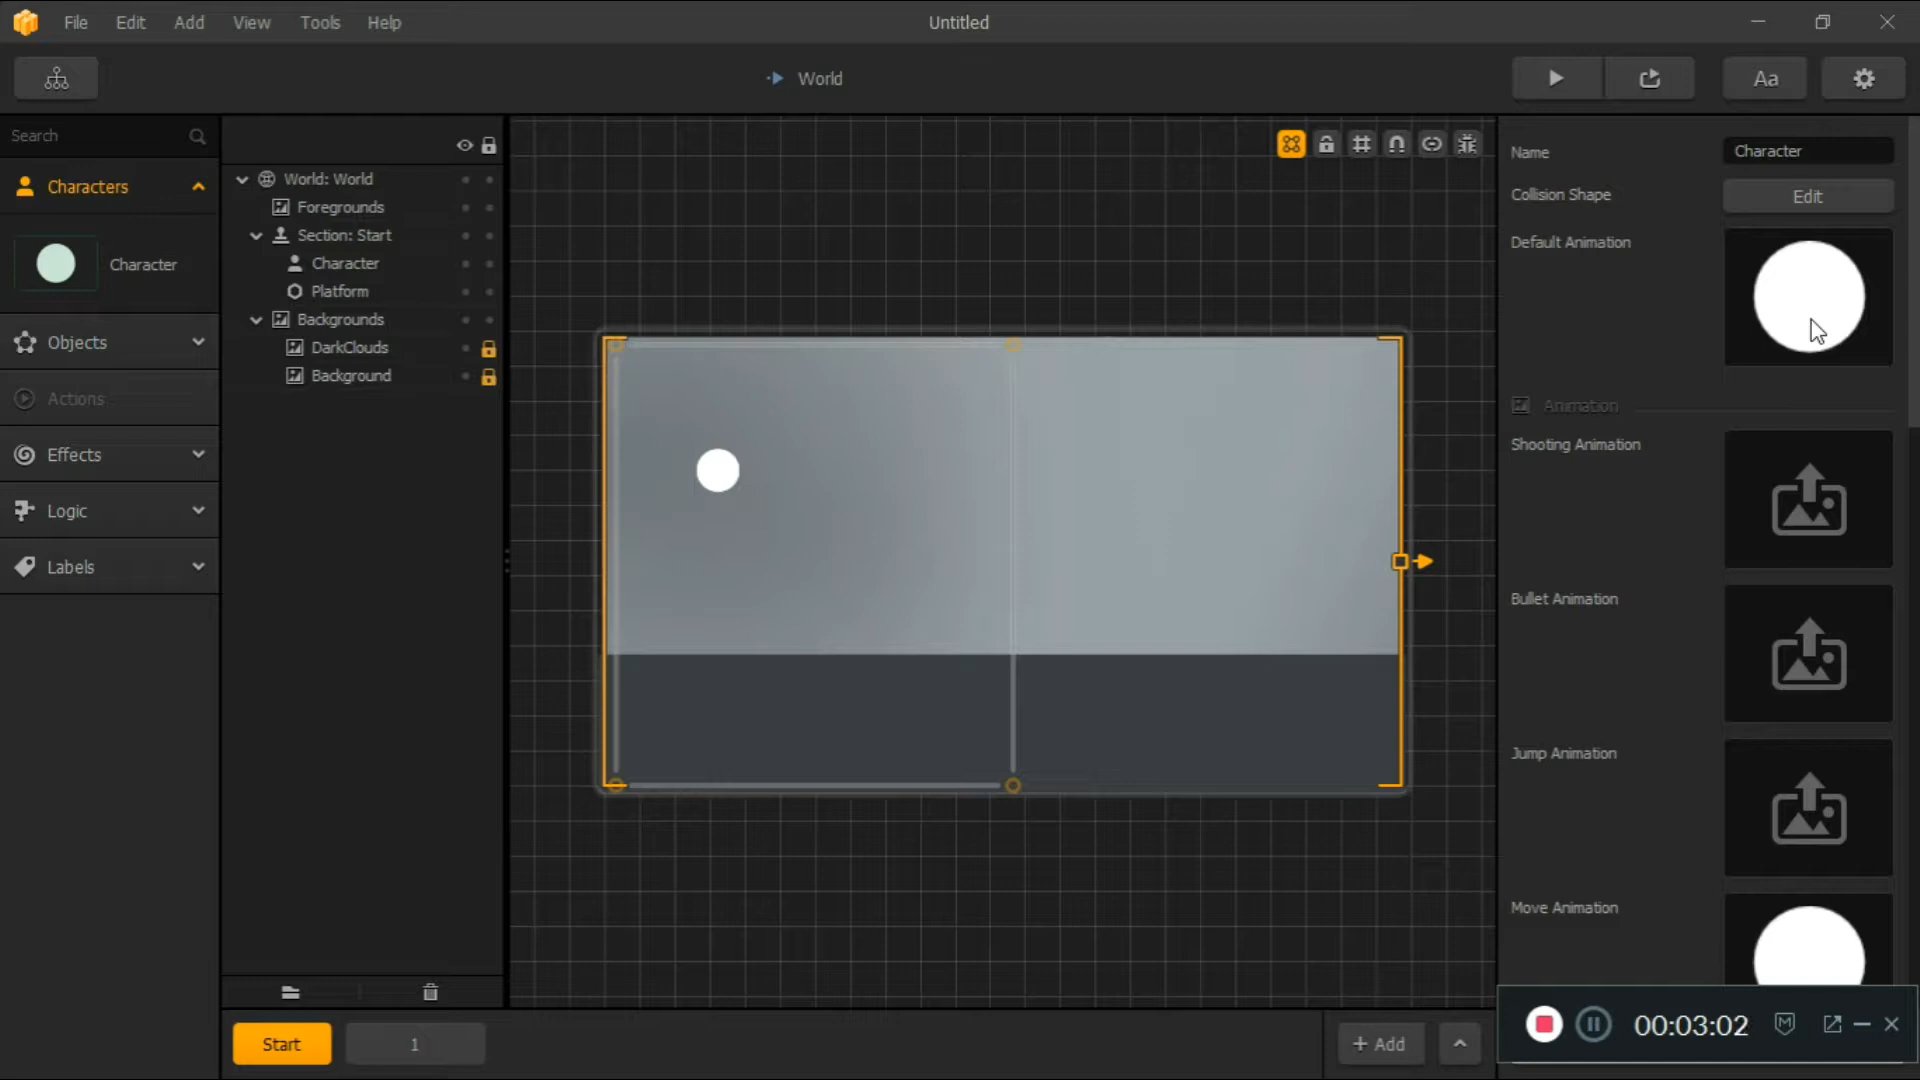 File Edit Add View Tools Help
Untitled
World
Aa
Search
Characters
Character
Objects
Actions
Effects
Logic
Labels
World: World
Foregrounds
Section: Start
Character
Platform
Backgrounds
DarkClouds
Background
Name
Character
Collision Shape
Edit
Default Animation
Animation
Shooting Animation
Bullet Animation
Jump Animation
Move Animation
Start
1
+ Add
00:03:02